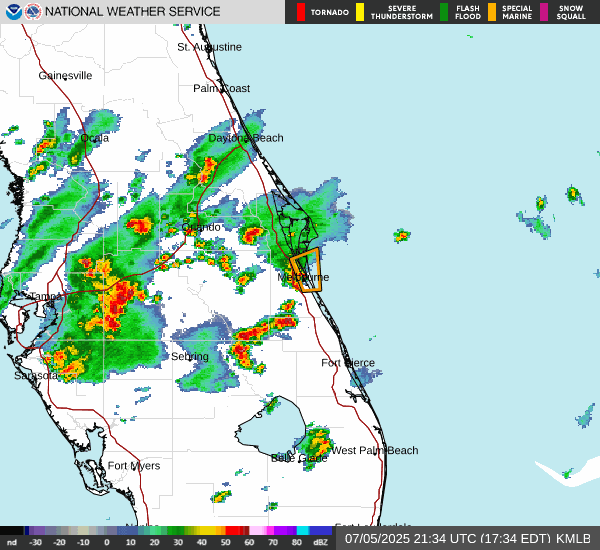 NATIONAL WEATHER SERVICE
TORNADO
SEVERE THUNDERSTORM
FLASH FLOOD
SPECIAL MARINE
SNOW SQUALL
St. Augustine
Gainesville
Palm Coast
Ocala
Daytona Beach
Orlando
Melbourne
Tampa
Sebring
Fort Pierce
Sarasota
West Palm Beach
Belle Glade
Fort Myers
nd -30 -20 -10 0 10 20 30 40 50 60 70 80 dBZ
07/05/2025 21:34 UTC (17:34 EDT) KMLB